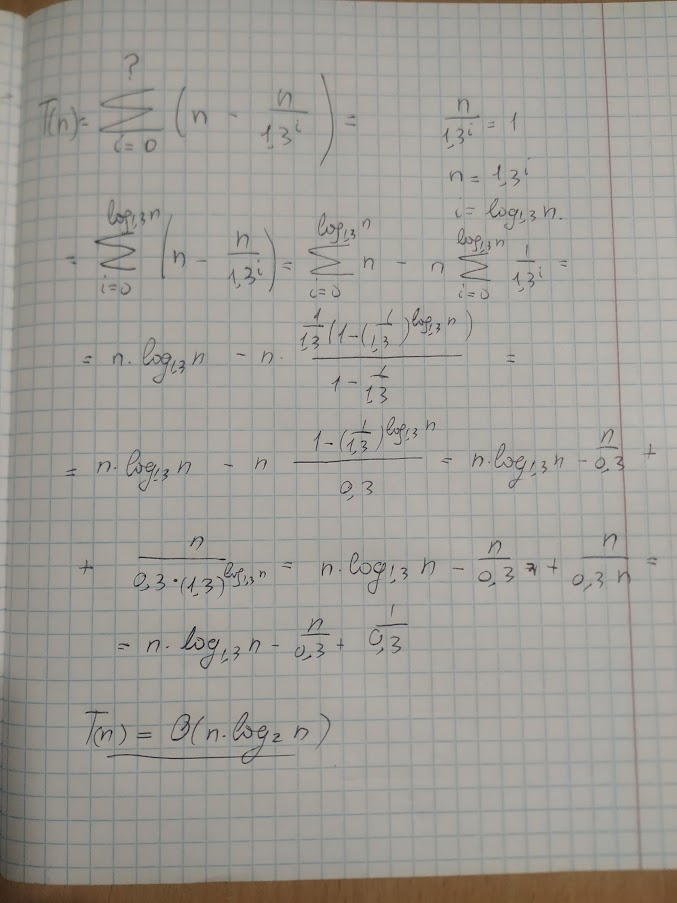 ?
T(n) = ∑_{i=0} (n - n/1,3^i) =
n/1,3^i = 1
n = 1,3^i
i = log_{1,3} n.
= ∑_{i=0}^{log_{1,3} n} (n - n/1,3^i) = ∑_{i=0}^{log_{1,3} n} n - n ∑_{i=0}^{log_{1,3} n} 1/1,3^i =
= n · log_{1,3} n - n · (1/1,3 (1 - (1/1,3)^{log_{1,3} n})) / (1 - 1/1,3) =
= n · log_{1,3} n - n (1 - (1/1,3)^{log_{1,3} n}) / 0,3 = n · log_{1,3} n - n/0,3 +
+ n / (0,3 · (1,3)^{log_{1,3} n}) = n · log_{1,3} n - n/0,3 + n/(0,3 n) =
= n · log_{1,3} n - n/0,3 + 1/0,3
T(n) = O(n · log_2 n)